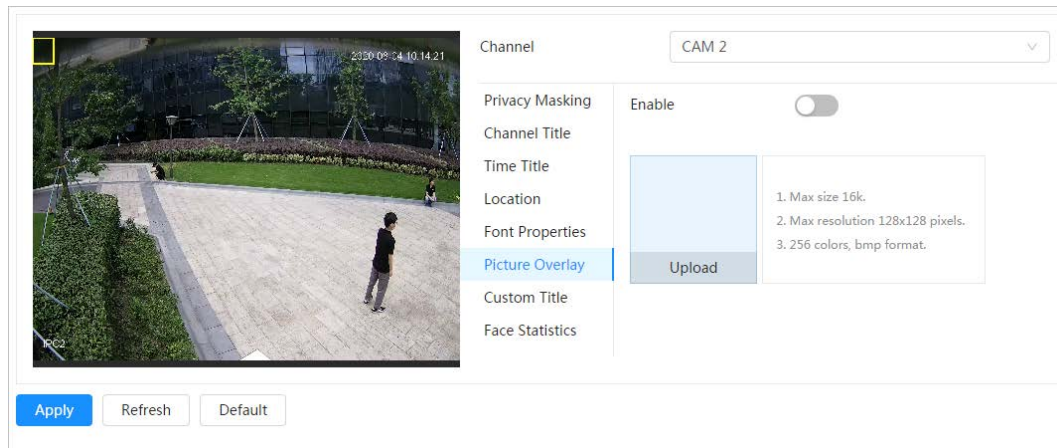 2020-08-04 10:14:21
IPC2
Channel
CAM 2
Privacy Masking
Channel Title
Time Title
Location
Font Properties
Picture Overlay
Custom Title
Face Statistics
Enable
Upload
1. Max size 16k.
2. Max resolution 128x128 pixels.
3. 256 colors, bmp format.
Apply
Refresh
Default